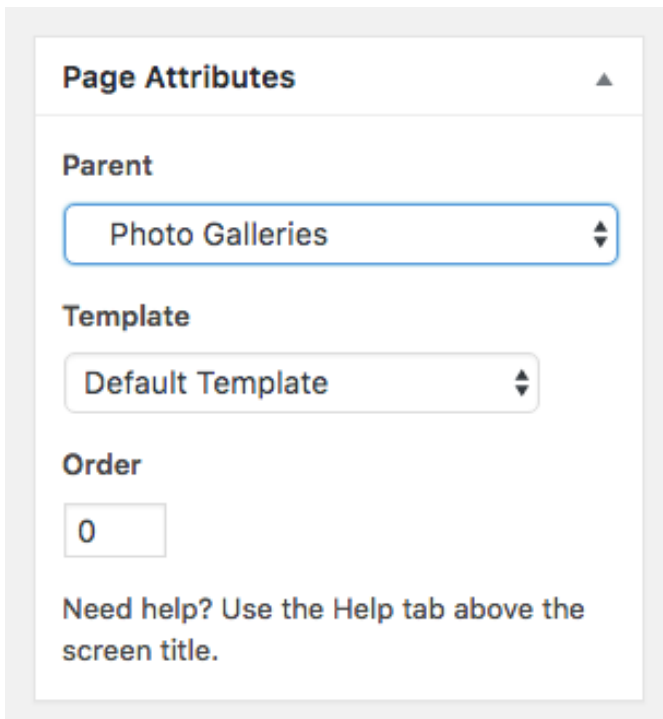 Page Attributes
Parent
Photo Galleries
Template
Default Template
Order
0
Need help? Use the Help tab above the
screen title.